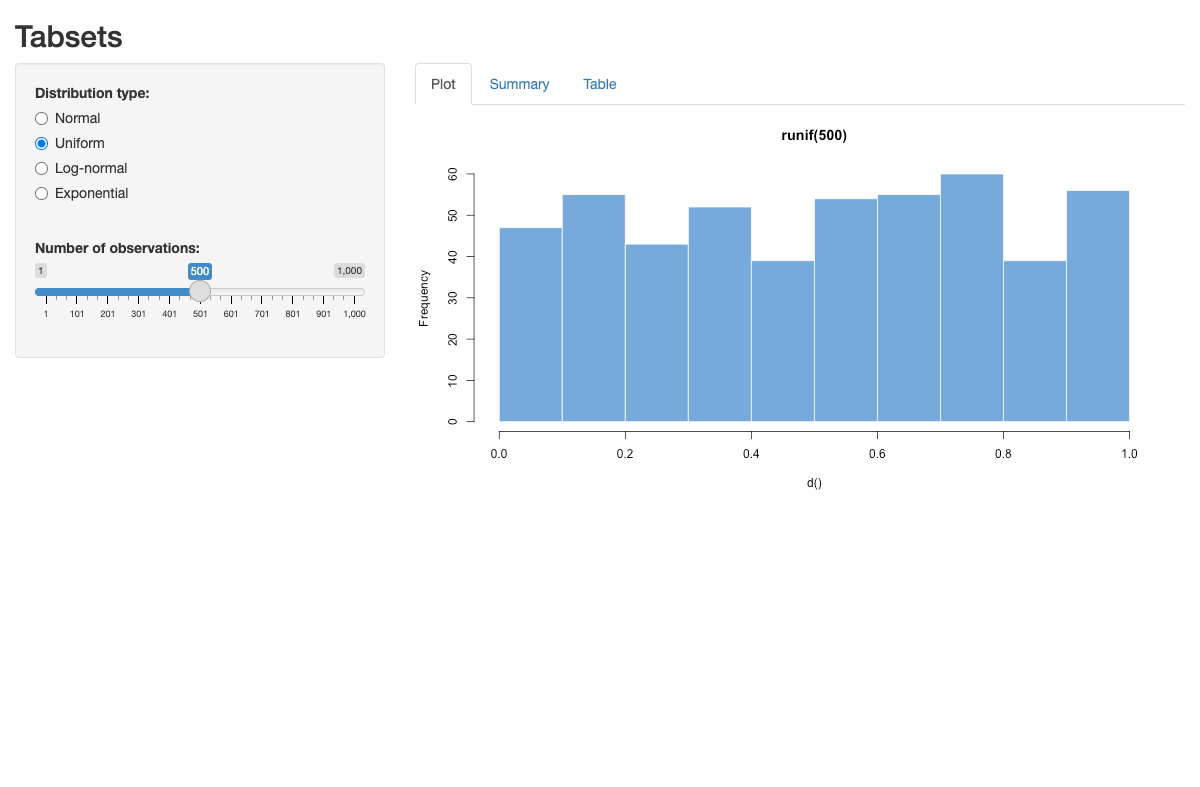 Tabsets
Distribution type:
Normal
Uniform
Log-normal
Exponential
Number of observations:
1 500 1,000
1 101 201 301 401 501 601 701 801 901 1,000
Plot Summary Table
runif(500)
Frequency
60
50
40
30
20
10
0
0.0 0.2 0.4 0.6 0.8 1.0
d()